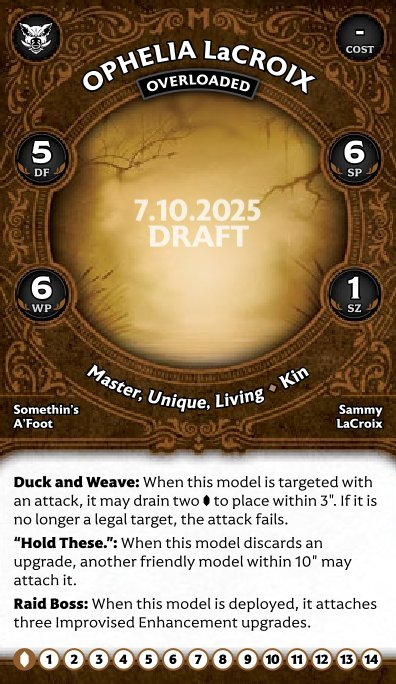 -
COST
OPHELIA LaCROIX
OVERLOADED
5
DF
6
SP
7.10.2025
DRAFT
6
WP
1
SZ
Master, Unique, Living ◆ Kin
Somethin's
A'Foot
Sammy
LaCroix
Duck and Weave: When this model is targeted with
an attack, it may drain two ⬮ to place within 3". If it is
no longer a legal target, the attack fails.
“Hold These.”: When this model discards an
upgrade, another friendly model within 10" may
attach it.
Raid Boss: When this model is deployed, it attaches
three Improvised Enhancement upgrades.
1 2 3 4 5 6 7 8 9 10 11 12 13 14